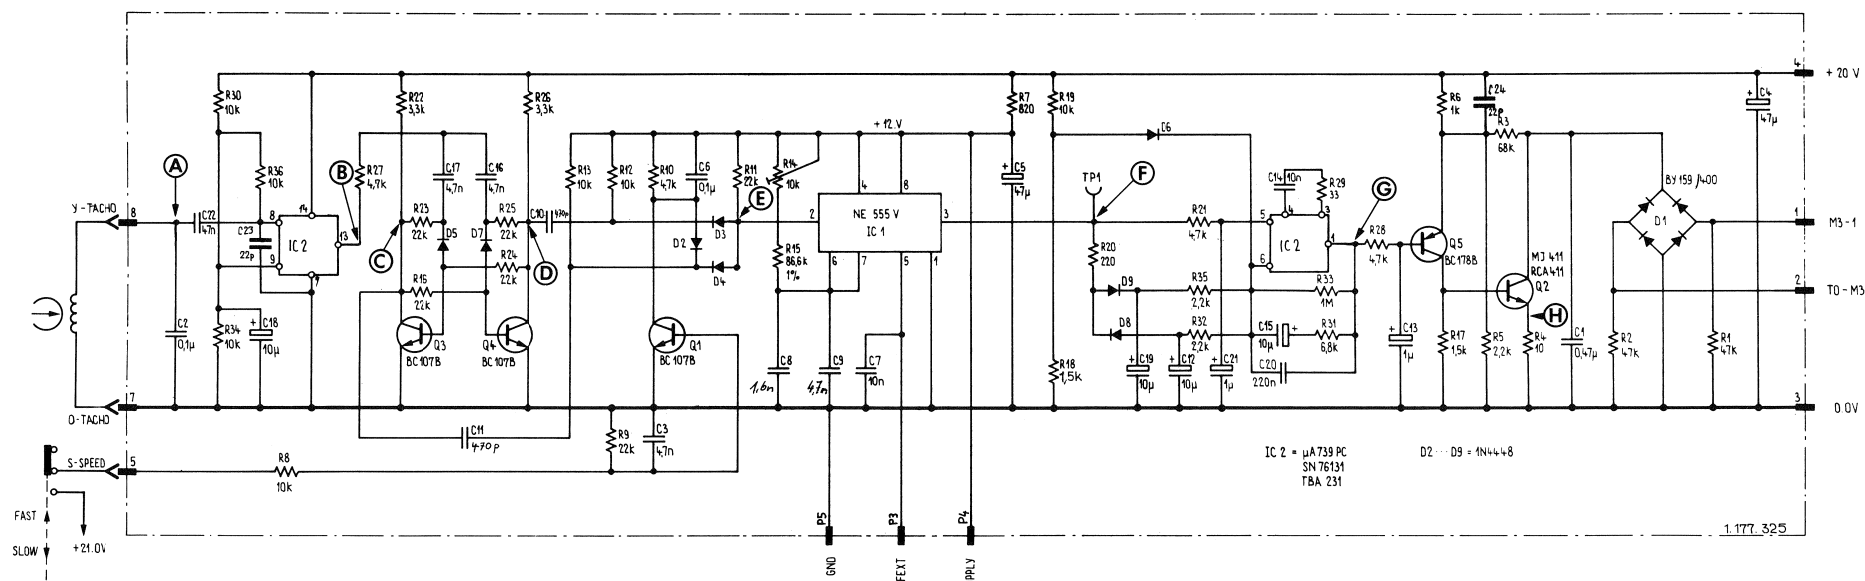 4
+ 20 V
R30
10k
R22
3,3k
R26
3,3k
R7
820
R19
10k
R6
1k
C24
22p
R3
68k
C4
47µ
+ 12.V
A
R36
10k
B
R27
4,7k
C17
4,7n
C16
4,7n
R13
10k
R12
10k
R10
4,7k
C6
0,1µ
R11
22k
R14
10k
E
4
8
C5
47µ
TP1
F
C14
10n
R29
33
G
BY 159 /400
Y-TACHO
8
C22
47n
8
14
C23
22p
IC 2
13
9
7
C
R23
22k
D5
D7
R25
22k
R24
22k
C10
470p
D
D2
D3
D4
2
NE 555 V
IC 1
3
6
7
5
1
R15
86,6k
1%
R21
4,7k
5
4
3
IC 2
1
6
R28
4,7k
Q5
BC178B
MJ 411
RCA411
Q2
H
D1
1
M3-1
2
TO-M3
R20
220
D9
D8
R35
2,2k
R32
2,2k
R33
1M
C15
10µ
R31
6,8k
C20
220n
C13
1µ
R17
1,5k
R5
2,2k
R4
10
C1
0,47µ
R2
47k
R1
47k
C2
0,1µ
R34
10k
C18
10µ
R16
22k
Q3
BC107B
Q4
BC107B
Q1
BC107B
C8
1,6n
C9
4,7n
C7
10n
R18
1,5k
C19
10µ
C12
10µ
C21
1µ
7
0-TACHO
3
0.0V
C11
470p
R9
22k
C3
4,7n
S-SPEED
5
R8
10k
FAST
SLOW
+21.0V
IC 2 = µA739 PC
SN 76131
TBA 231
D2 ... D9 = 1N4448
P5
P3
P4
GND
FEXT
PPLY
1.177.325